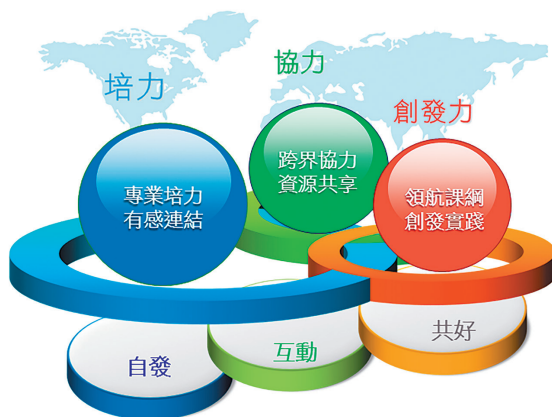 培力
協力
創發力
專業培力
有感連結
跨界協力
資源共享
領航課綱
創發實踐
自發
互動
共好